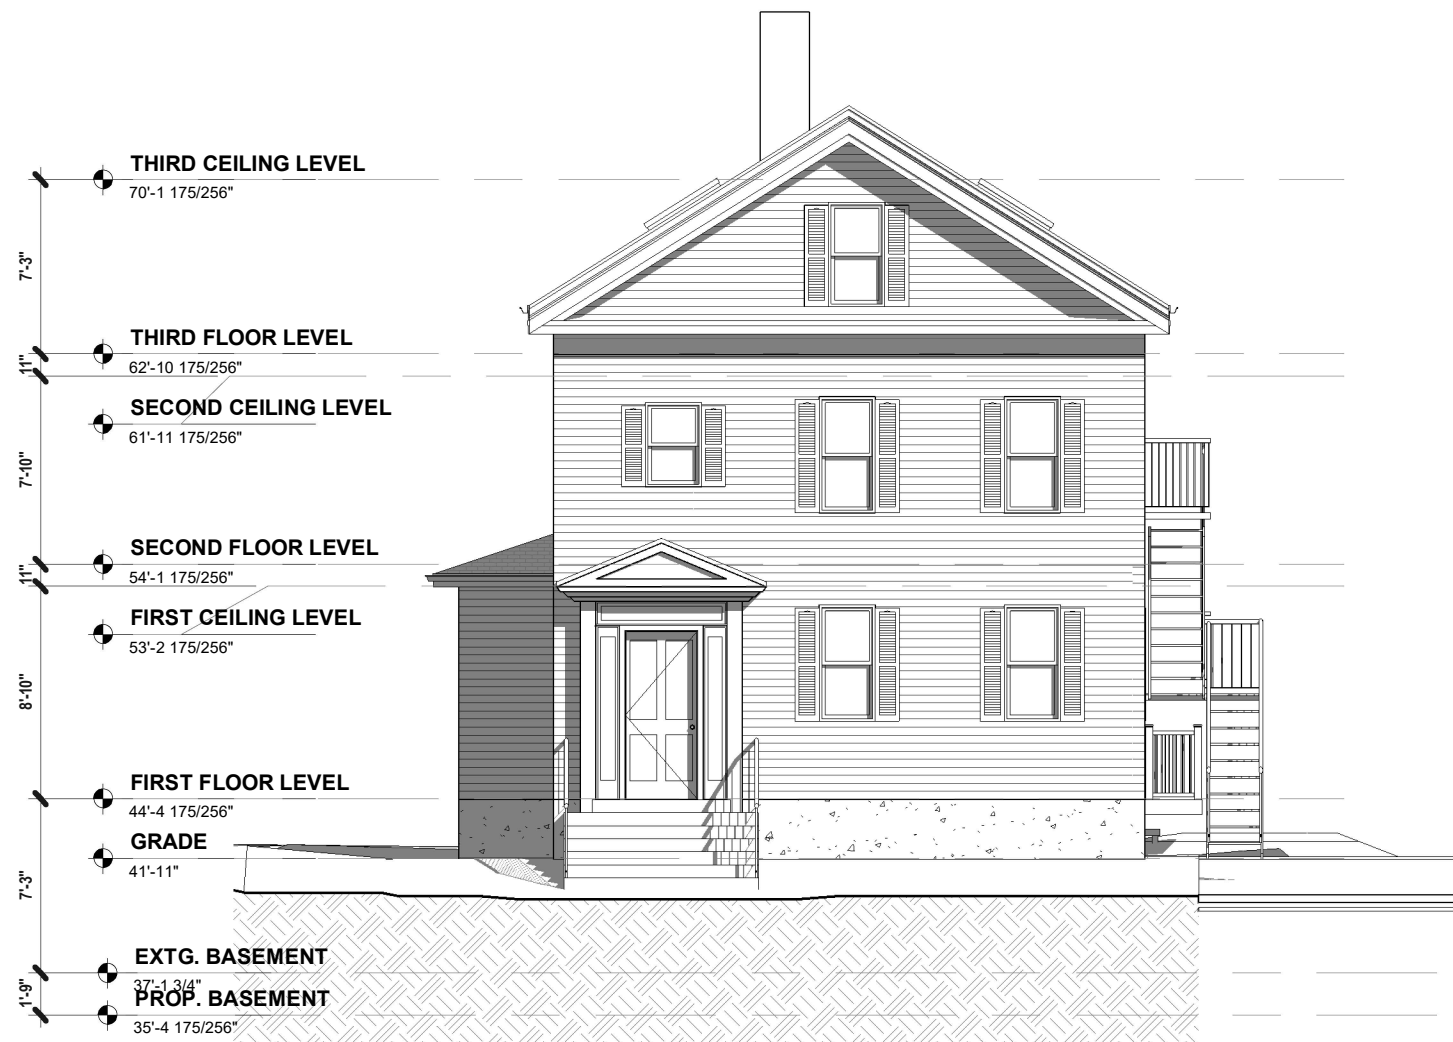 THIRD CEILING LEVEL
70'-1 175/256"
7'-3"
THIRD FLOOR LEVEL
62'-10 175/256"
11"
SECOND CEILING LEVEL
61'-11 175/256"
7'-10"
SECOND FLOOR LEVEL
54'-1 175/256"
11"
FIRST CEILING LEVEL
53'-2 175/256"
8'-10"
FIRST FLOOR LEVEL
44'-4 175/256"
GRADE
41'-11"
7'-3"
EXTG. BASEMENT
37'-1 3/4"
1'-9"
PROP. BASEMENT
35'-4 175/256"